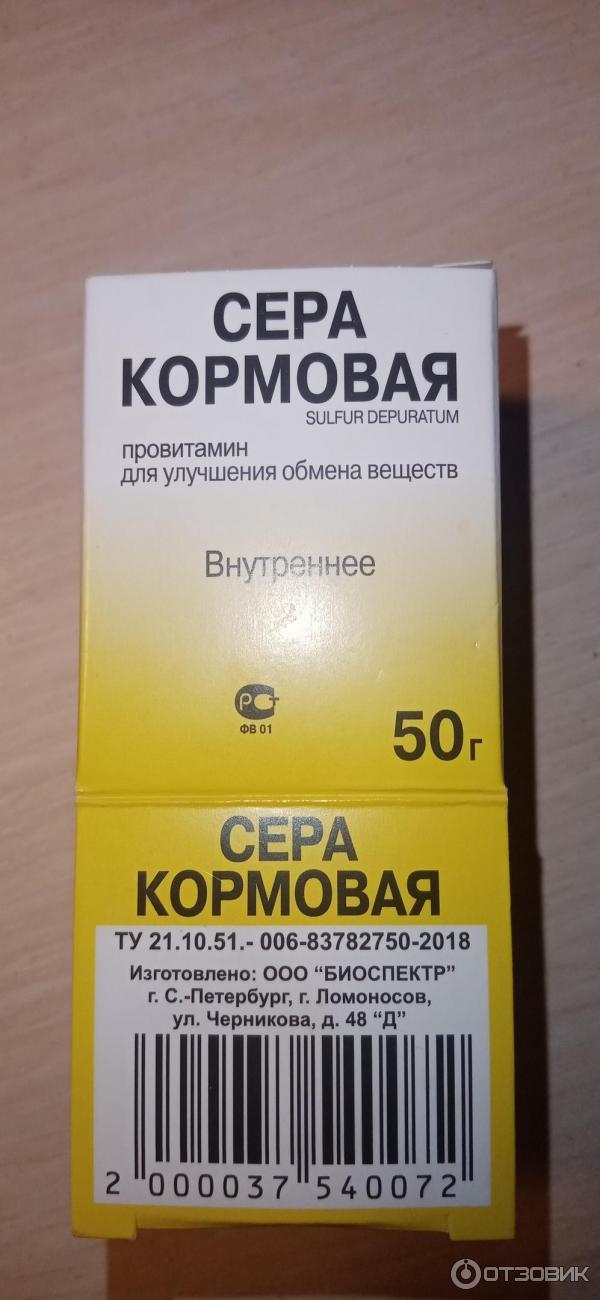 СЕРА
КОРМОВАЯ
SULFUR DEPURATUM
провитамин
для улучшения обмена веществ
Внутреннее
РСТ
ФВ 01
50г
СЕРА
КОРМОВАЯ
ТУ 21.10.51.- 006-83782750-2018
Изготовлено: ООО “БИОСПЕКТР”
г. С.-Петербург, г. Ломоносов,
ул. Черникова, д. 48 “Д”
2 000037 540072
ОТЗОВИК